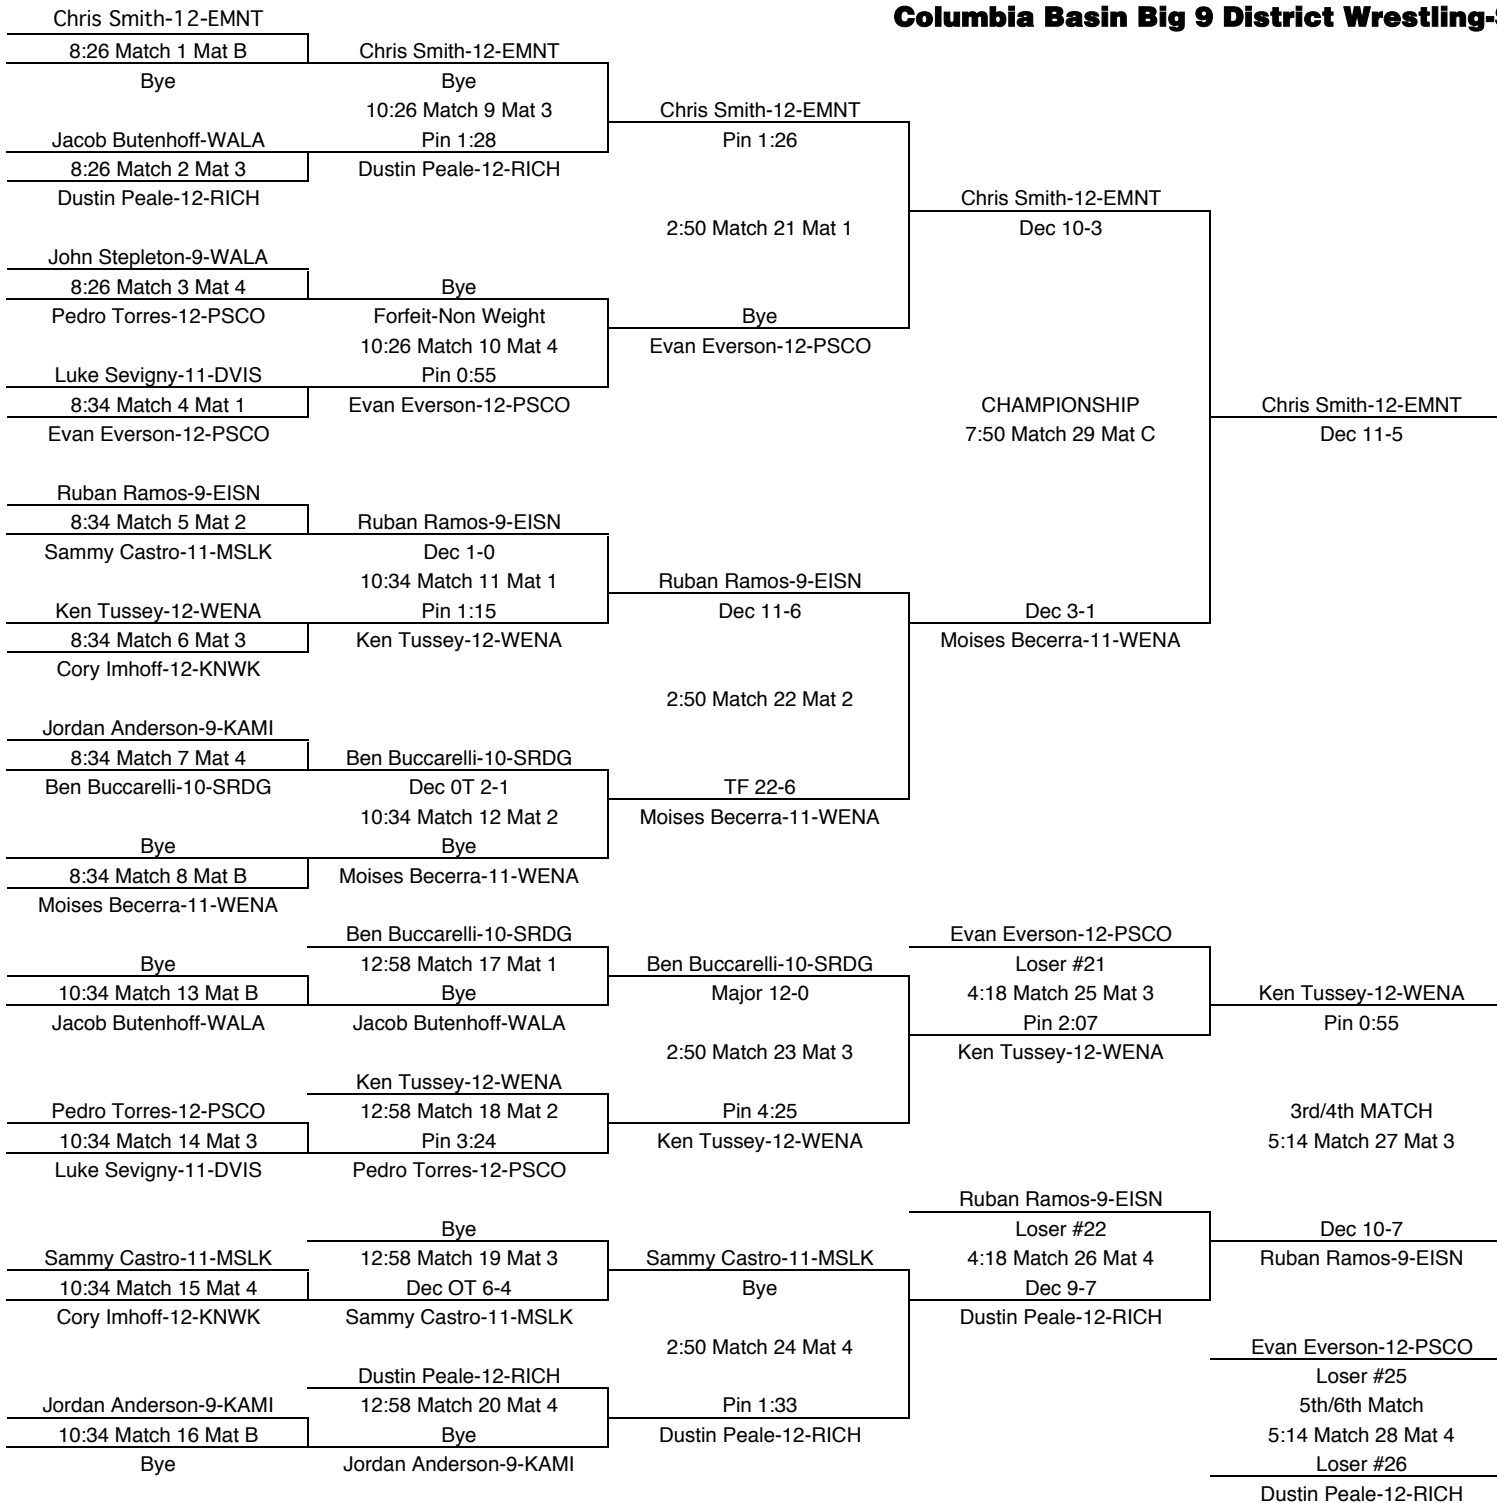 Columbia Basin Big 9 District Wrestling-
Chris Smith-12-EMNT
8:26 Match 1 Mat B
Bye
Jacob Butenhoff-WALA
8:26 Match 2 Mat 3
Dustin Peale-12-RICH
John Stepleton-9-WALA
8:26 Match 3 Mat 4
Pedro Torres-12-PSCO
Luke Sevigny-11-DVIS
8:34 Match 4 Mat 1
Evan Everson-12-PSCO
Ruban Ramos-9-EISN
8:34 Match 5 Mat 2
Sammy Castro-11-MSLK
Ken Tussey-12-WENA
8:34 Match 6 Mat 3
Cory Imhoff-12-KNWK
Jordan Anderson-9-KAMI
8:34 Match 7 Mat 4
Ben Buccarelli-10-SRDG
Bye
8:34 Match 8 Mat B
Moises Becerra-11-WENA
Chris Smith-12-EMNT
Bye
10:26 Match 9 Mat 3
Pin 1:28
Dustin Peale-12-RICH
Bye
Forfeit-Non Weight
10:26 Match 10 Mat 4
Pin 0:55
Evan Everson-12-PSCO
Ruban Ramos-9-EISN
Dec 1-0
10:34 Match 11 Mat 1
Pin 1:15
Ken Tussey-12-WENA
Ben Buccarelli-10-SRDG
Dec 0T 2-1
10:34 Match 12 Mat 2
Bye
Moises Becerra-11-WENA
Chris Smith-12-EMNT
Pin 1:26
2:50 Match 21 Mat 1
Bye
Evan Everson-12-PSCO
Ruban Ramos-9-EISN
Dec 11-6
2:50 Match 22 Mat 2
TF 22-6
Moises Becerra-11-WENA
Chris Smith-12-EMNT
Dec 10-3
CHAMPIONSHIP
7:50 Match 29 Mat C
Dec 3-1
Moises Becerra-11-WENA
Chris Smith-12-EMNT
Dec 11-5
Bye
10:34 Match 13 Mat B
Jacob Butenhoff-WALA
Pedro Torres-12-PSCO
10:34 Match 14 Mat 3
Luke Sevigny-11-DVIS
Sammy Castro-11-MSLK
10:34 Match 15 Mat 4
Cory Imhoff-12-KNWK
Jordan Anderson-9-KAMI
10:34 Match 16 Mat B
Bye
Ben Buccarelli-10-SRDG
12:58 Match 17 Mat 1
Bye
Jacob Butenhoff-WALA
Ken Tussey-12-WENA
12:58 Match 18 Mat 2
Pin 3:24
Pedro Torres-12-PSCO
Bye
12:58 Match 19 Mat 3
Dec OT 6-4
Sammy Castro-11-MSLK
Dustin Peale-12-RICH
12:58 Match 20 Mat 4
Bye
Jordan Anderson-9-KAMI
Ben Buccarelli-10-SRDG
Major 12-0
2:50 Match 23 Mat 3
Pin 4:25
Ken Tussey-12-WENA
Sammy Castro-11-MSLK
Bye
2:50 Match 24 Mat 4
Pin 1:33
Dustin Peale-12-RICH
Evan Everson-12-PSCO
Loser #21
4:18 Match 25 Mat 3
Pin 2:07
Ken Tussey-12-WENA
Ruban Ramos-9-EISN
Loser #22
4:18 Match 26 Mat 4
Dec 9-7
Dustin Peale-12-RICH
Ken Tussey-12-WENA
Pin 0:55
3rd/4th MATCH
5:14 Match 27 Mat 3
Dec 10-7
Ruban Ramos-9-EISN
Evan Everson-12-PSCO
Loser #25
5th/6th Match
5:14 Match 28 Mat 4
Loser #26
Dustin Peale-12-RICH